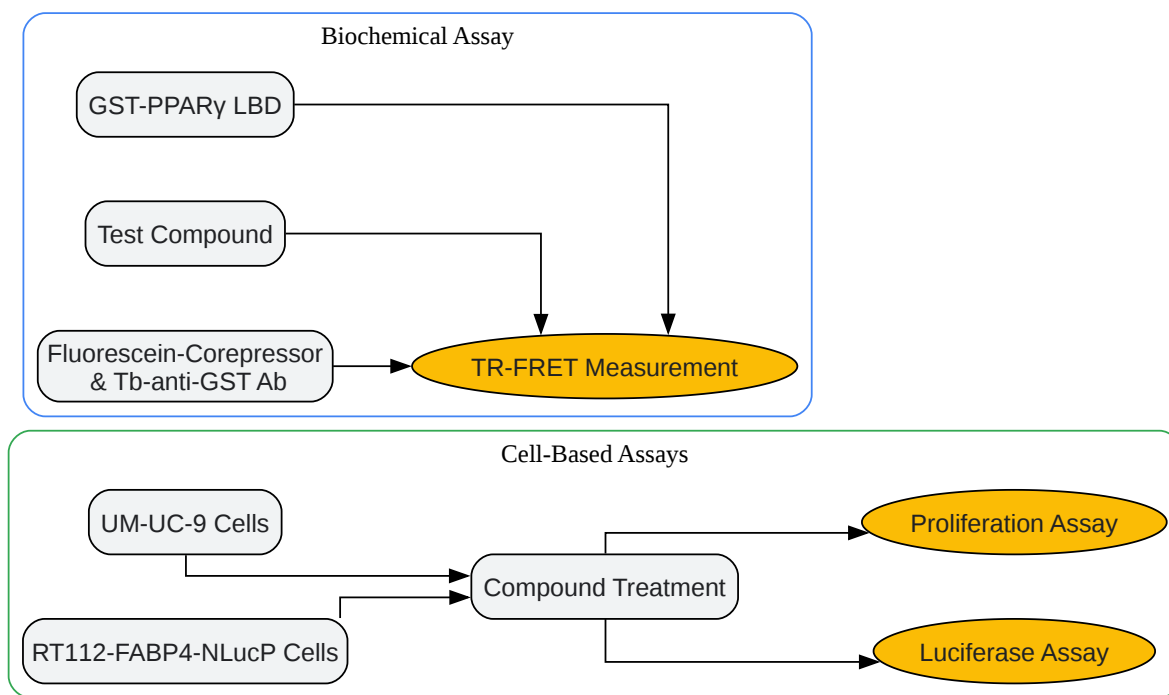 Biochemical Assay
GST-PPARγ LBD
Test Compound
Fluorescein-Corepressor
& Tb-anti-GST Ab
TR-FRET Measurement
Cell-Based Assays
UM-UC-9 Cells
Proliferation Assay
Compound Treatment
RT112-FABP4-NLucP Cells
Luciferase Assay